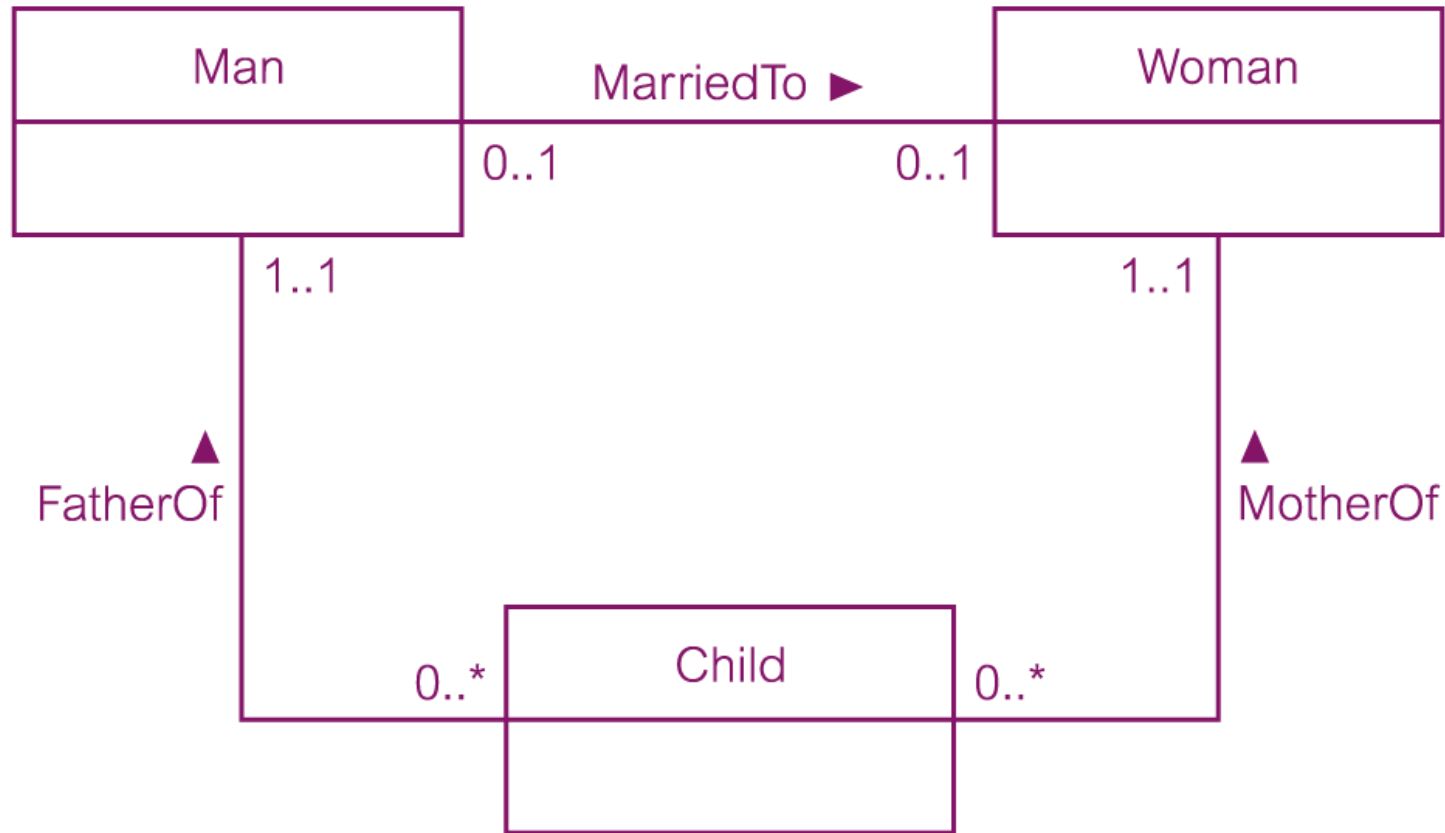 Man
MarriedTo ►
Woman
0..1
0..1
1..1
1..1
▲
▲
FatherOf
MotherOf
0..*
Child
0..*